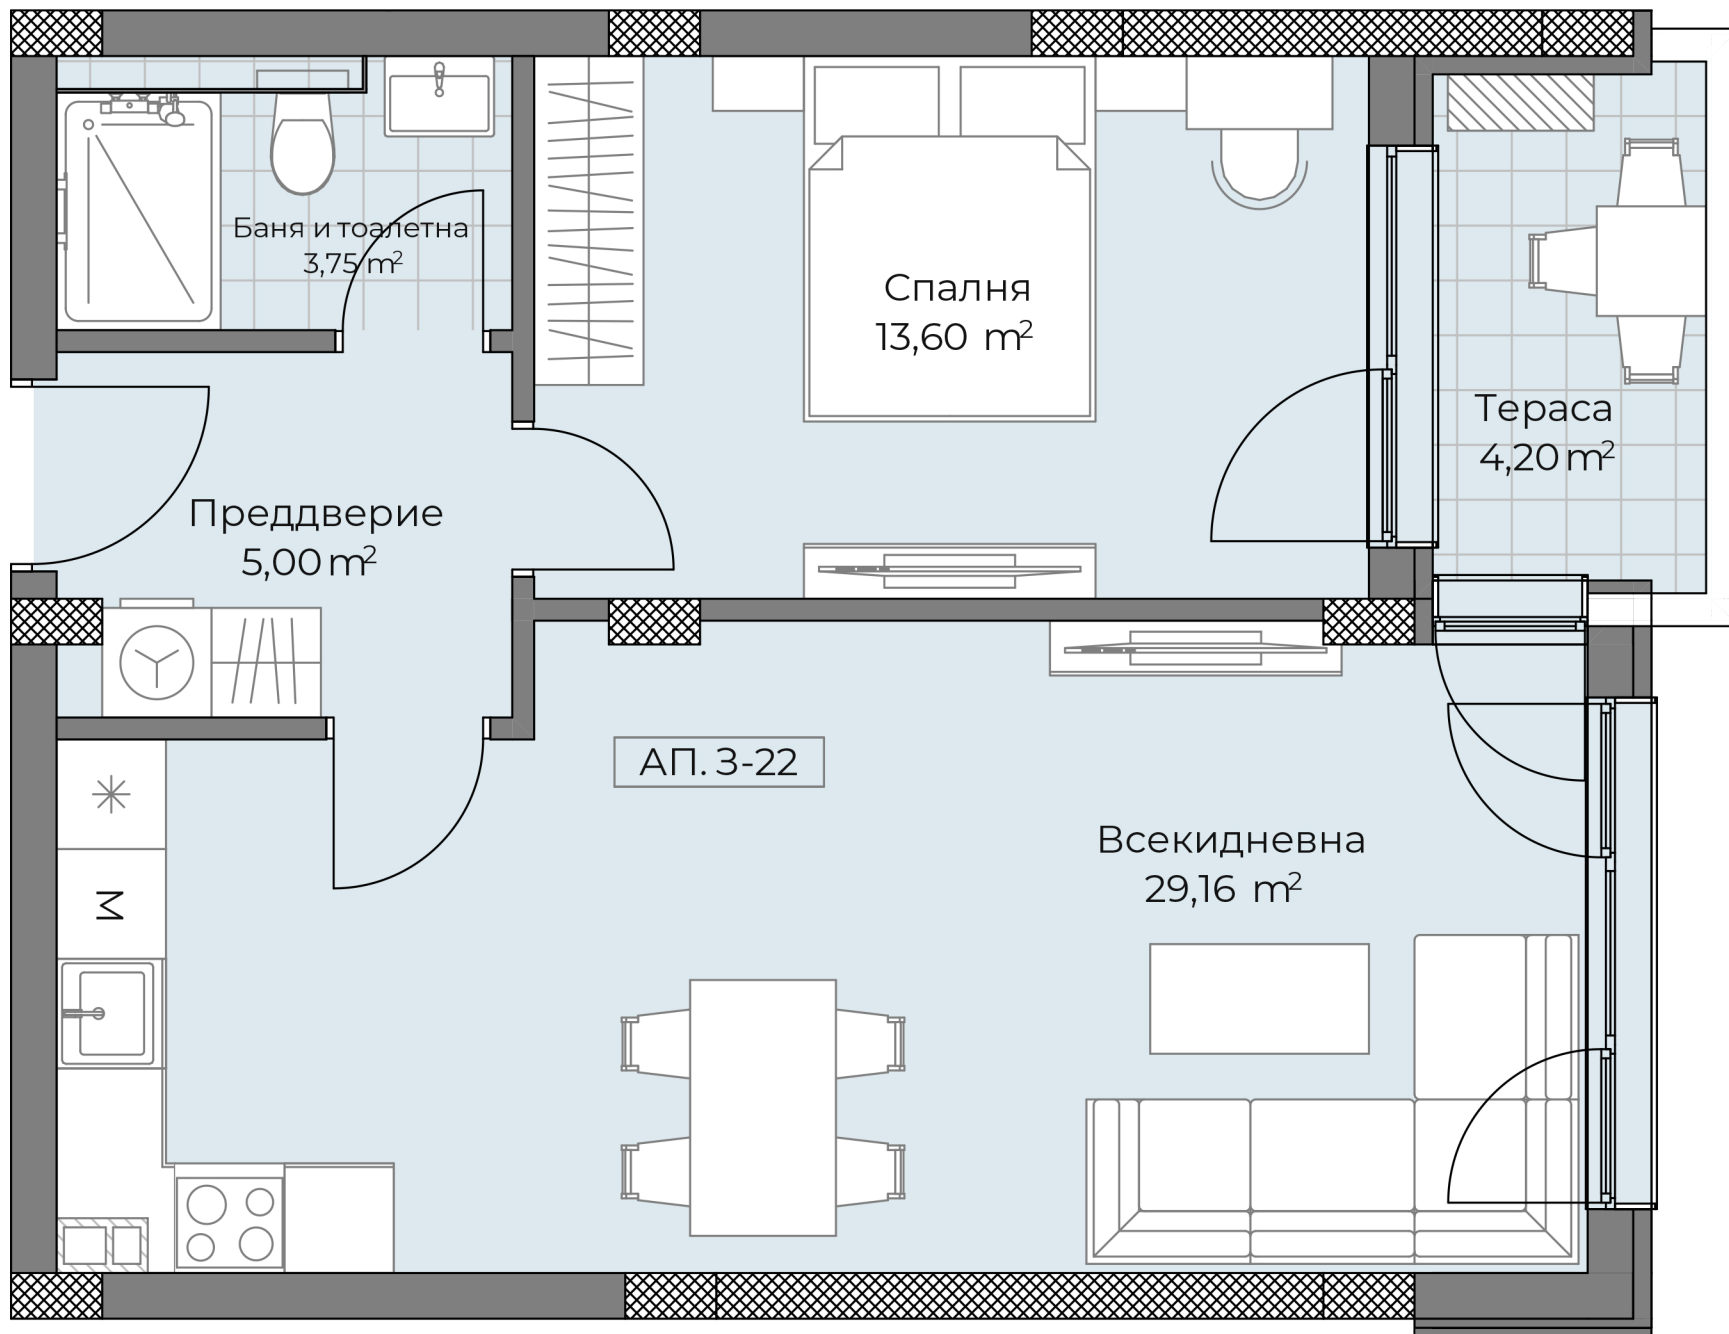 Баня и тоалетна
3,75 m²
Спалня
13,60 m²
Тераса
4,20 m²
Преддверие
5,00 m²
АП. З-22
Всекидневна
29,16 m²
M